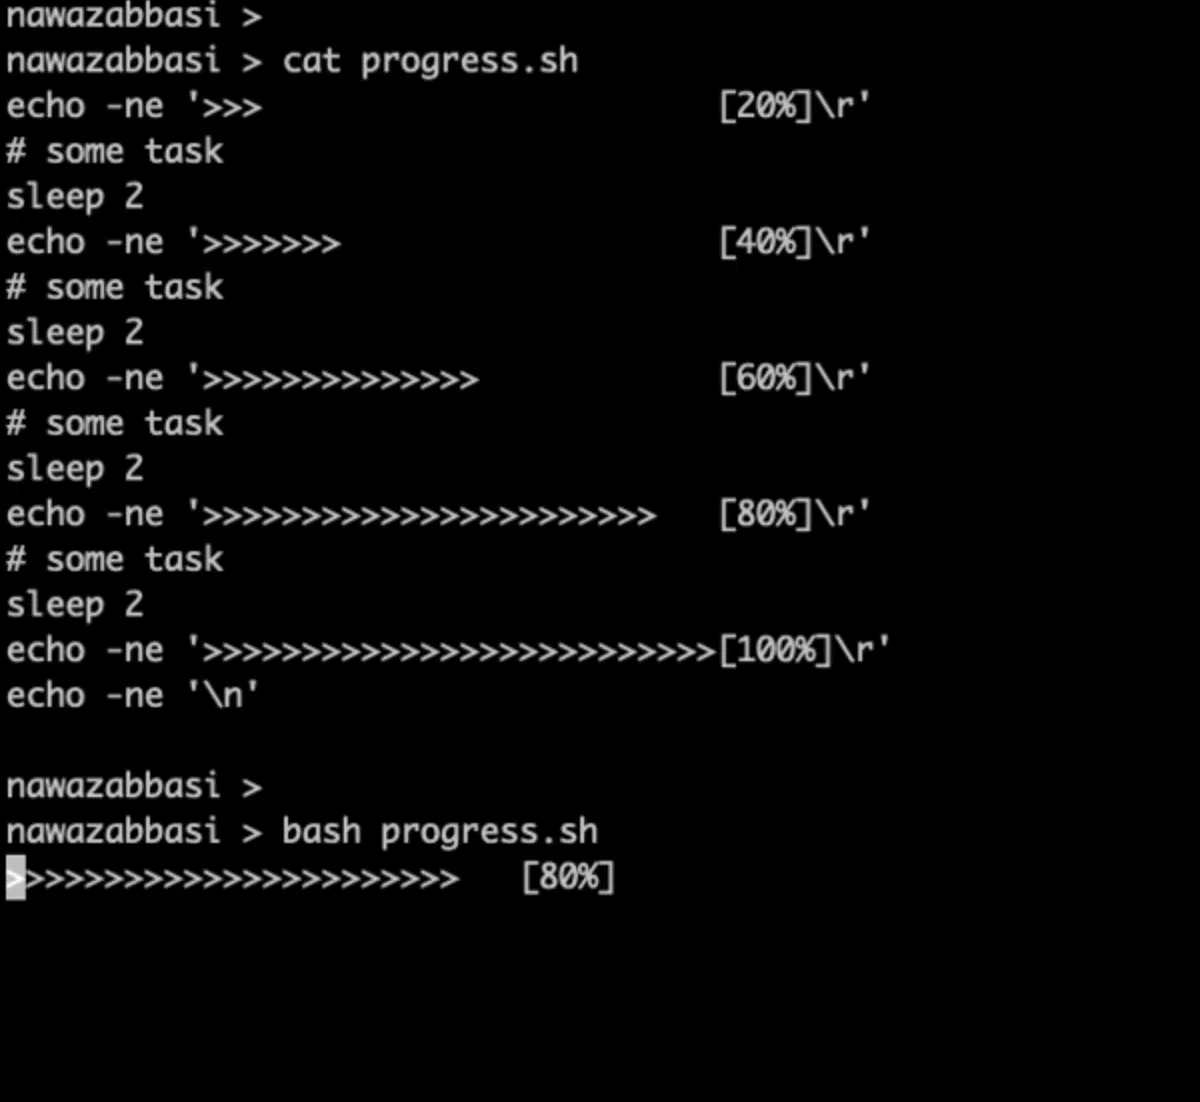 nawazabbasi >
nawazabbasi > cat progress.sh
echo -ne '>>>                       [20%]\r'
# some task
sleep 2
echo -ne '>>>>>>>                   [40%]\r'
# some task
sleep 2
echo -ne '>>>>>>>>>>>>>>            [60%]\r'
# some task
sleep 2
echo -ne '>>>>>>>>>>>>>>>>>>>>>>>   [80%]\r'
# some task
sleep 2
echo -ne '>>>>>>>>>>>>>>>>>>>>>>>>>>[100%]\r'
echo -ne '\n'
nawazabbasi >
nawazabbasi > bash progress.sh
>>>>>>>>>>>>>>>>>>>>>>>   [80%]